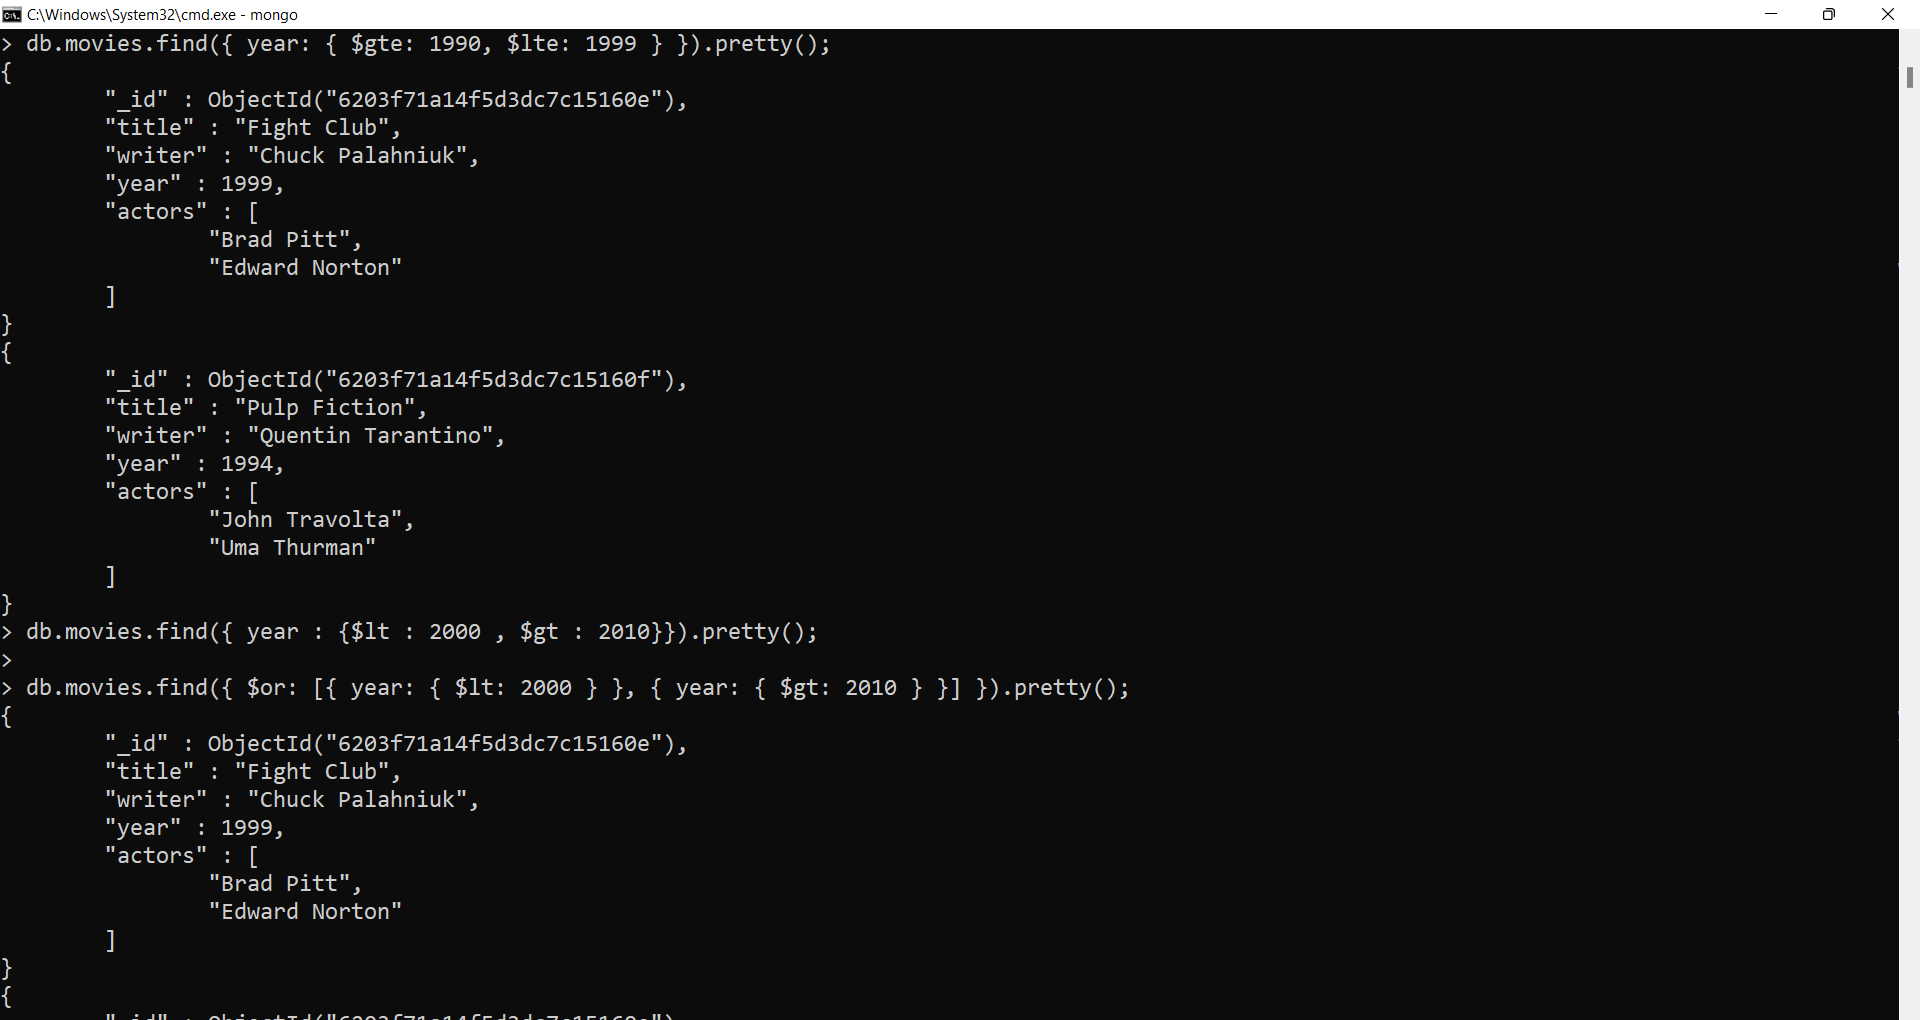 C:\Windows\System32\cmd.exe - mongo
> db.movies.find({ year: { $gte: 1990, $lte: 1999 } }).pretty();
{
        "_id" : ObjectId("6203f71a14f5d3dc7c15160e"),
        "title" : "Fight Club",
        "writer" : "Chuck Palahniuk",
        "year" : 1999,
        "actors" : [
                "Brad Pitt",
                "Edward Norton"
        ]
}
{
        "_id" : ObjectId("6203f71a14f5d3dc7c15160f"),
        "title" : "Pulp Fiction",
        "writer" : "Quentin Tarantino",
        "year" : 1994,
        "actors" : [
                "John Travolta",
                "Uma Thurman"
        ]
}
> db.movies.find({ year : {$lt : 2000 , $gt : 2010}}).pretty();
>
> db.movies.find({ $or: [{ year: { $lt: 2000 } }, { year: { $gt: 2010 } }] }).pretty();
{
        "_id" : ObjectId("6203f71a14f5d3dc7c15160e"),
        "title" : "Fight Club",
        "writer" : "Chuck Palahniuk",
        "year" : 1999,
        "actors" : [
                "Brad Pitt",
                "Edward Norton"
        ]
}
{